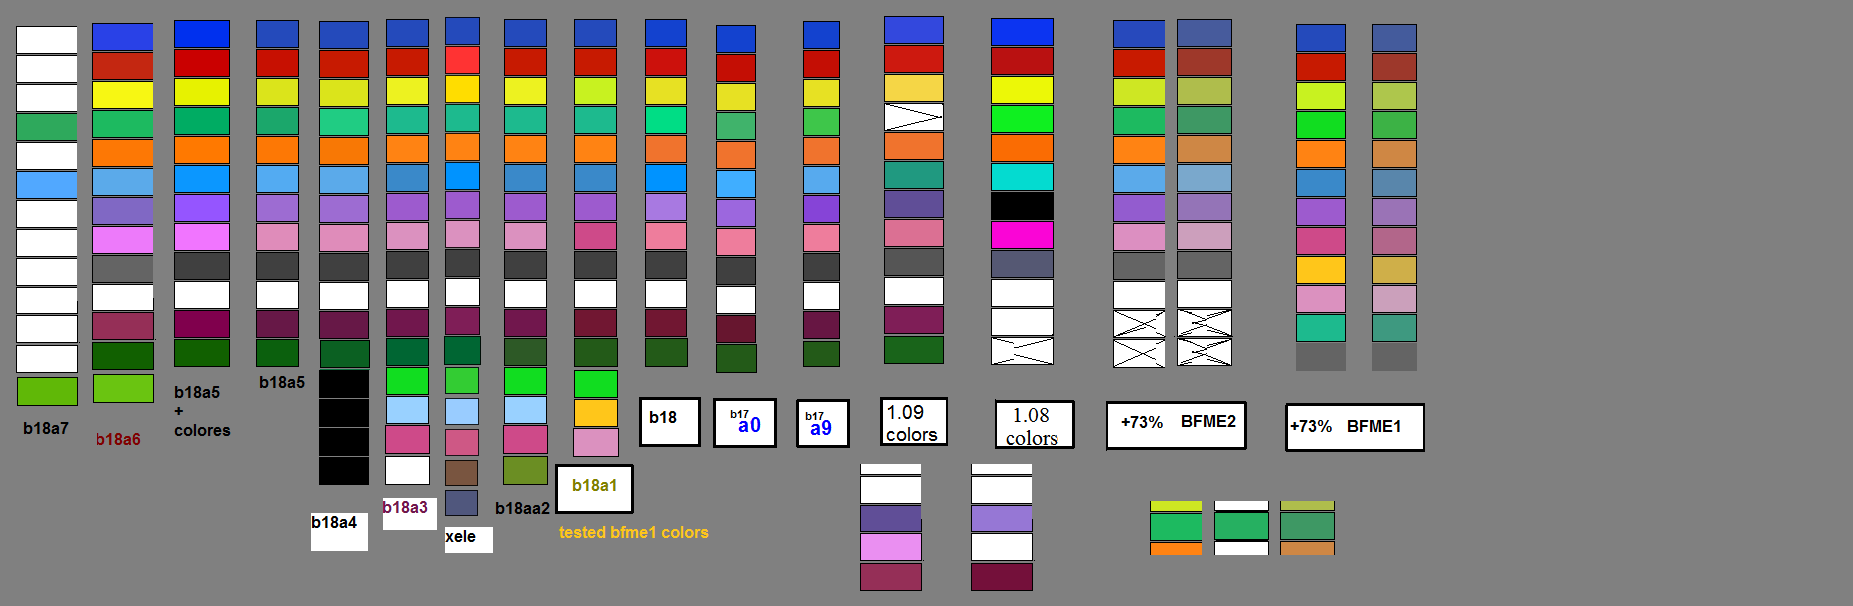 b18a7
b18a6
b18a5
+
colores
b18a5
b18a4
b18a3
xele
b18aa2
b18a1
tested bfme1 colors
b18
b17
a0
b17
a9
1.09
colors
1.08
colors
+73% BFME2
+73% BFME1